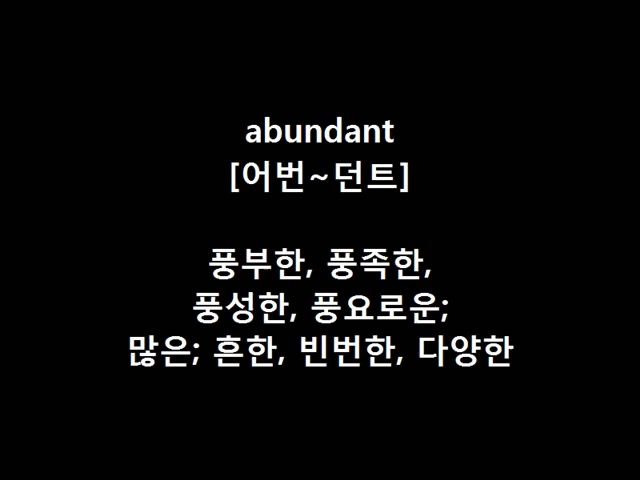 abundant
[어번~던트]
풍부한, 풍족한,
풍성한, 풍요로운;
많은; 흔한, 빈번한, 다양한